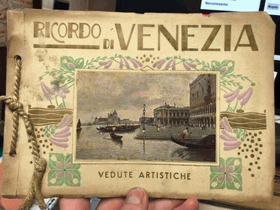 RICORDO
di VENEZIA
VEDUTE ARTISTICHE